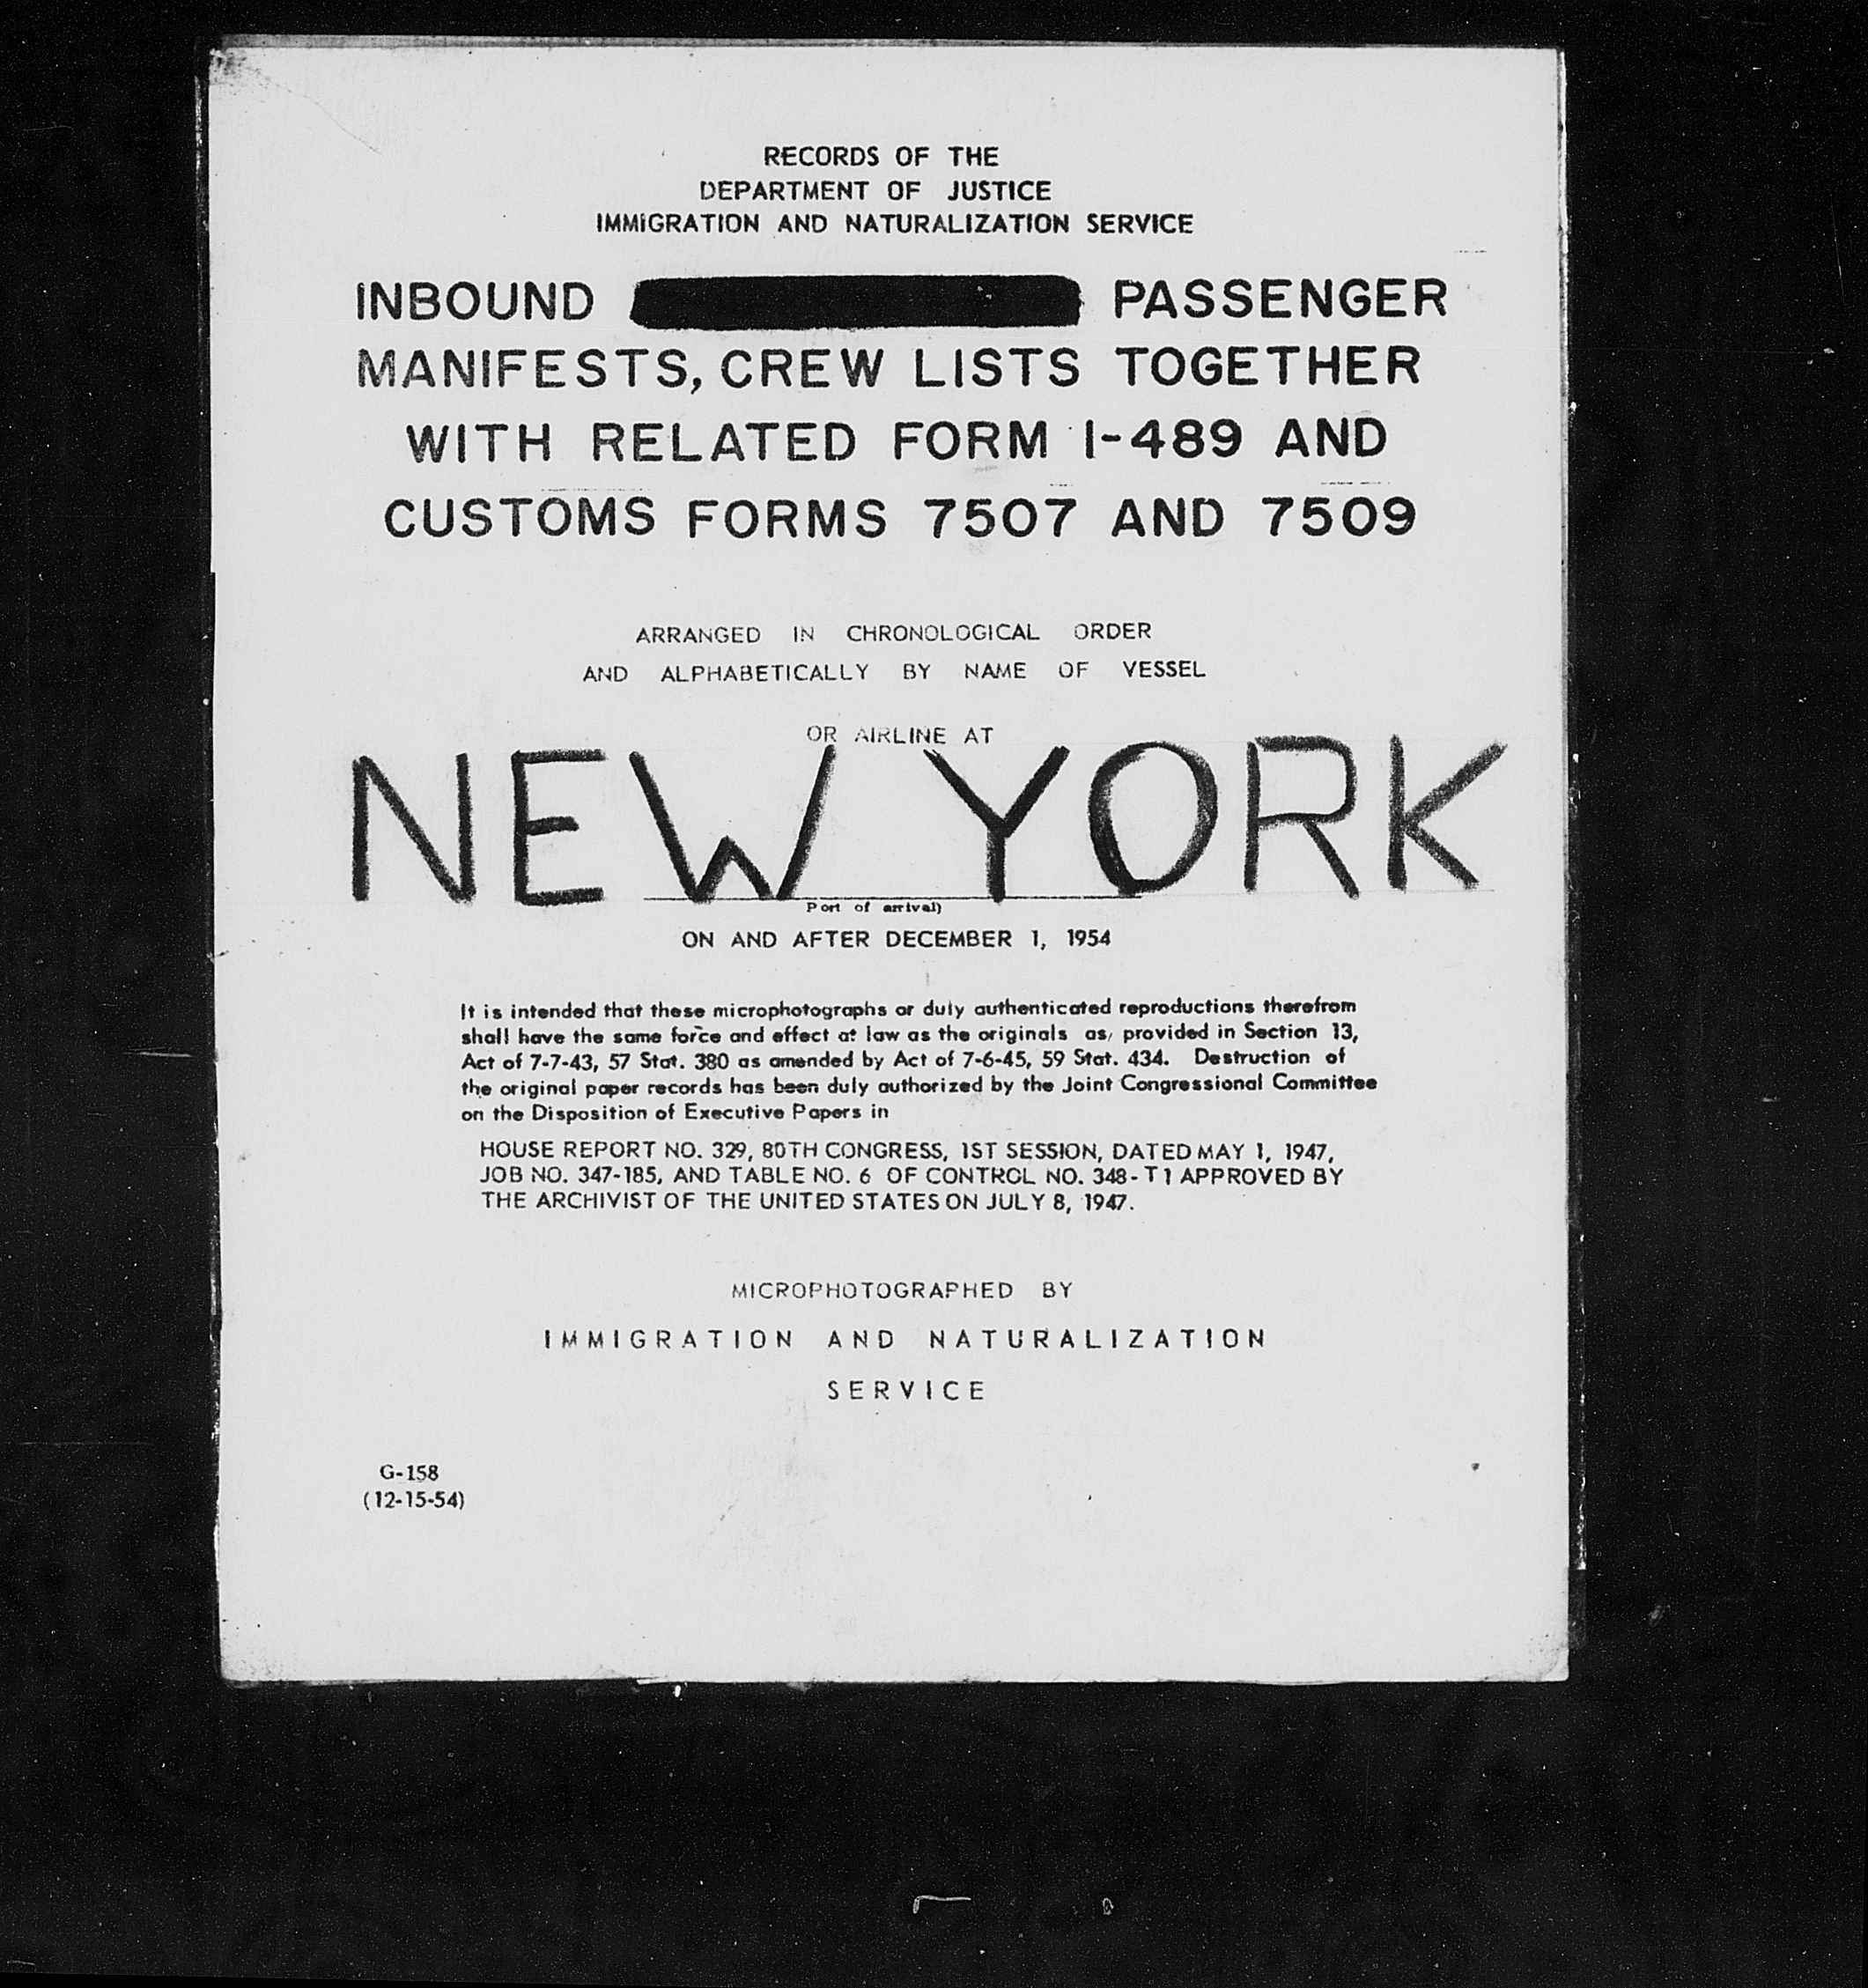 RECORDS OF THE
DEPARTMENT OF JUSTICE
IMMIGRATION AND NATURALIZATION SERVICE
INBOUND PASSENGER
MANIFESTS, CREW LISTS TOGETHER
WITH RELATED FORM I-489 AND
CUSTOMS FORMS 7507 AND 7509
ARRANGED IN CHRONOLOGICAL ORDER
AND ALPHABETICALLY BY NAME OF VESSEL
OR AIRLINE AT
NEW YORK
Port of arrival)
ON AND AFTER DECEMBER 1, 1954
It is intended that these microphotographs or duly authenticated reproductions therefrom
shall have the same force and effect at law as the originals as, provided in Section 13,
Act of 7-7-43, 57 Stat. 380 as amended by Act of 7-6-45, 59 Stat. 434. Destruction of
the original paper records has been duly authorized by the Joint Congressional Committee
on the Disposition of Executive Papers in
HOUSE REPORT NO. 329, 80TH CONGRESS, 1ST SESSION, DATED MAY 1, 1947,
JOB NO. 347-185, AND TABLE NO. 6 OF CONTROL NO. 348-T1 APPROVED BY
THE ARCHIVIST OF THE UNITED STATES ON JULY 8, 1947.
MICROPHOTOGRAPHED BY
IMMIGRATION AND NATURALIZATION
SERVICE
G-158
(12-15-54)